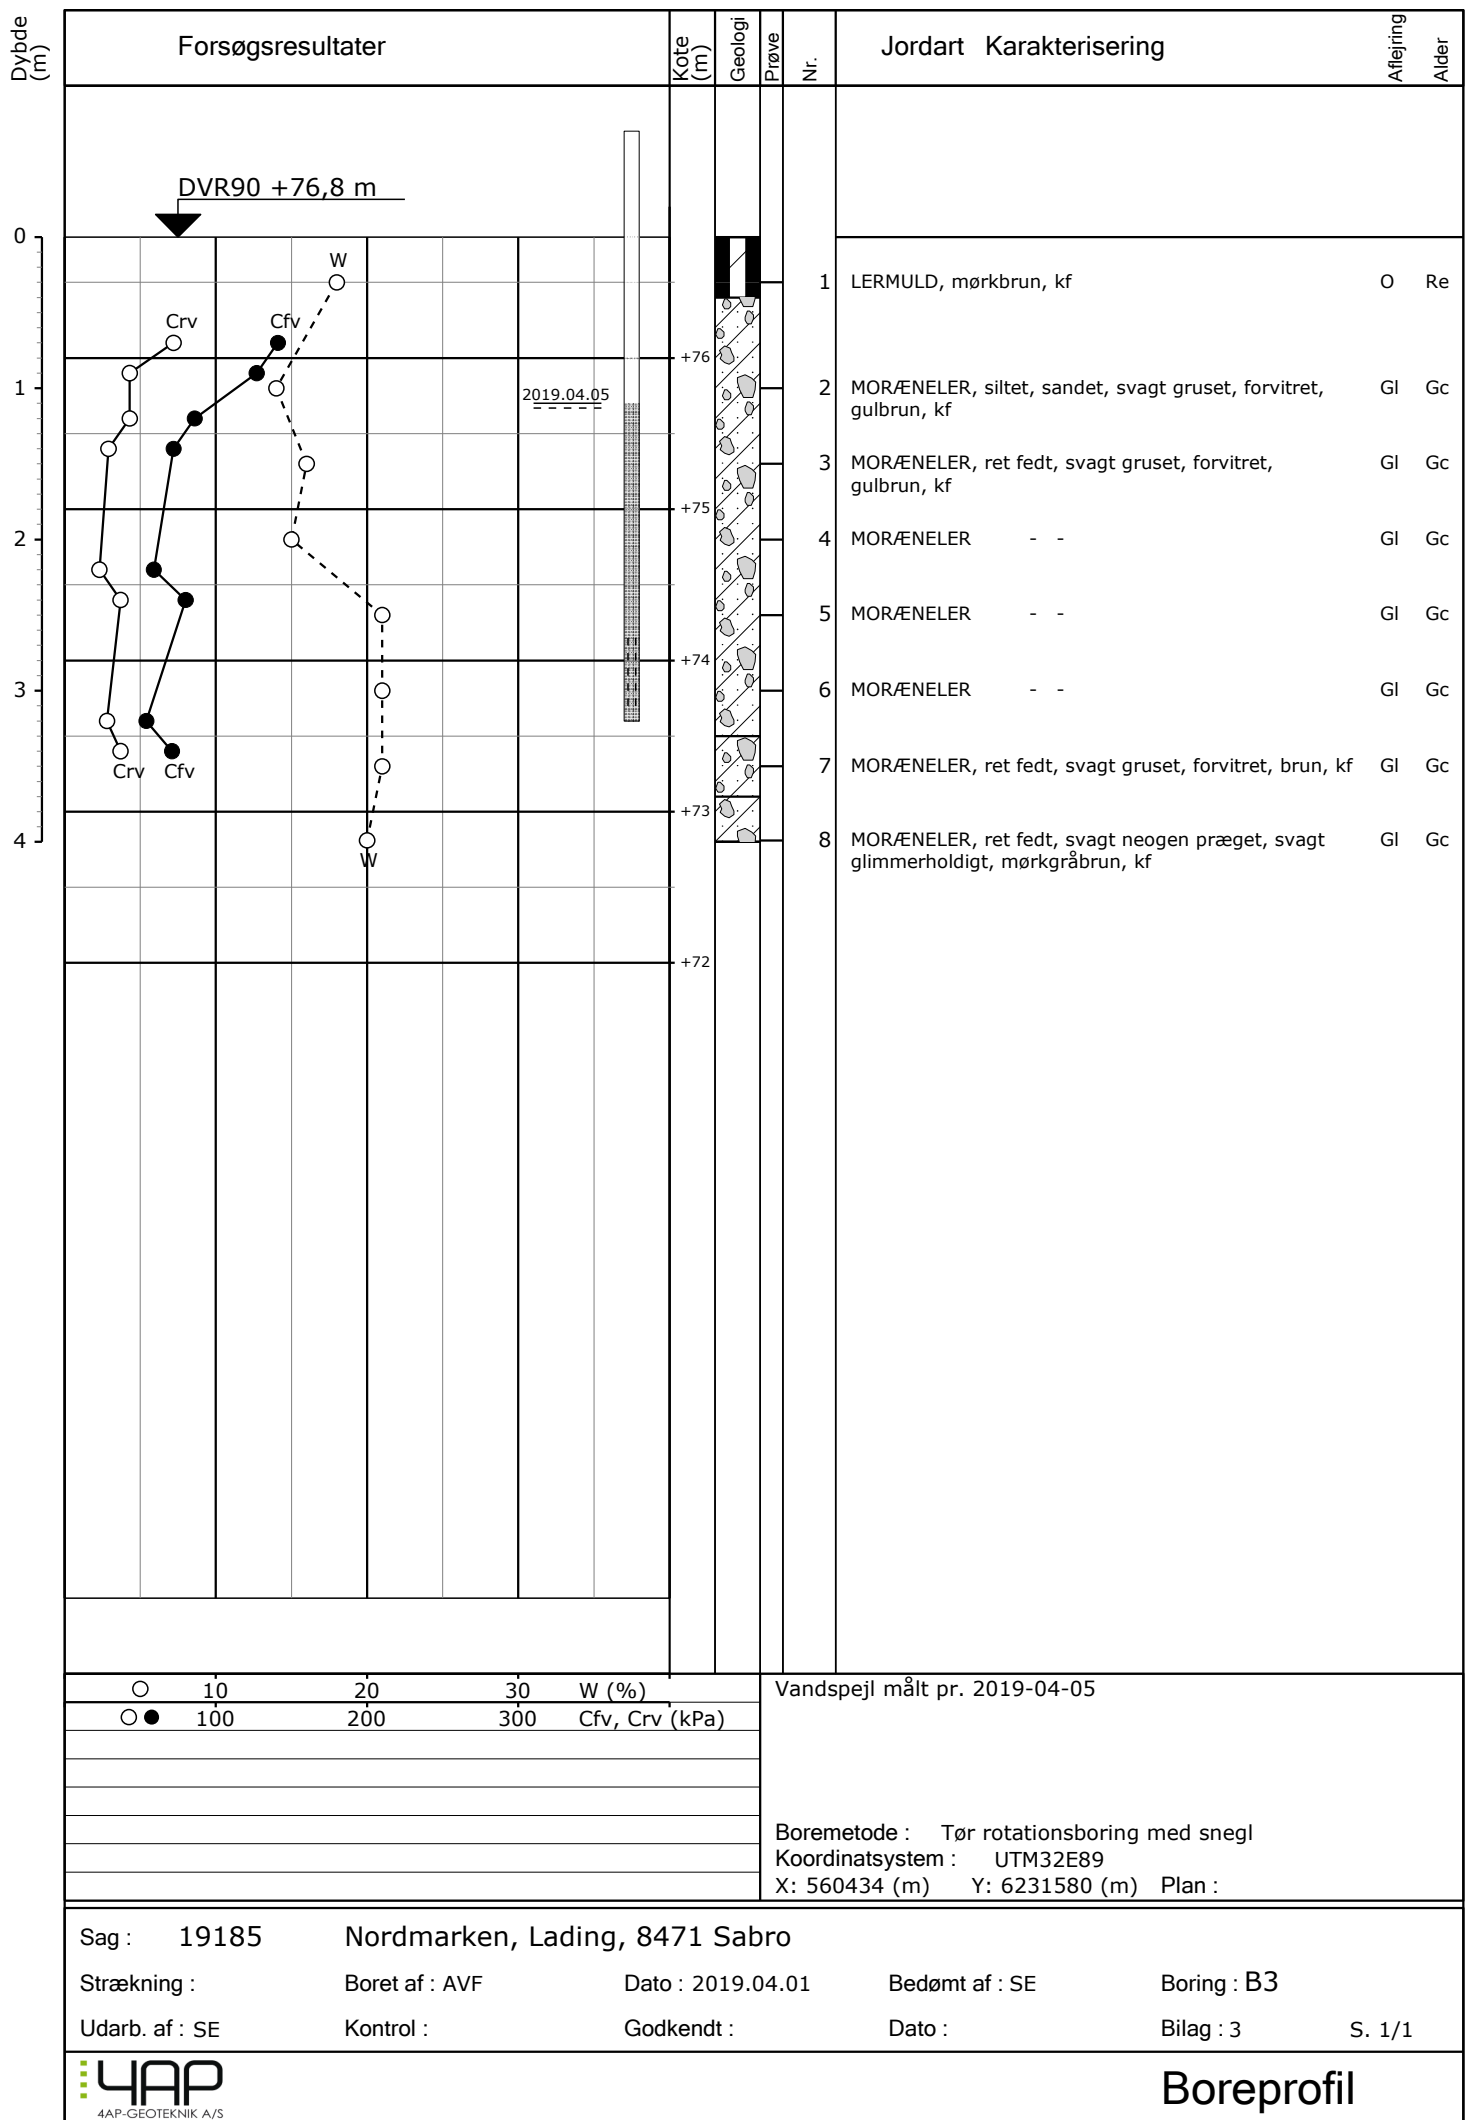 Dybde
(m)
Forsøgsresultater
Kote
(m)
Geologi
Prøve
Nr.
Jordart Karakterisering
Aflejring
Alder
DVR90 +76,8 m
0
W
1 LERMULD, mørkbrun, kf O Re
Crv
Cfv
+76
1
2019.04.05
2 MORÆNELER, siltet, sandet, svagt gruset, forvitret, Gl Gc
gulbrun, kf
3 MORÆNELER, ret fedt, svagt gruset, forvitret, Gl Gc
gulbrun, kf
+75
2
4 MORÆNELER - - Gl Gc
5 MORÆNELER - - Gl Gc
+74
3
6 MORÆNELER - - Gl Gc
Crv Cfv
7 MORÆNELER, ret fedt, svagt gruset, forvitret, brun, kf Gl Gc
+73
4
W
8 MORÆNELER, ret fedt, svagt neogen præget, svagt Gl Gc
glimmerholdigt, mørkgråbrun, kf
+72
10 20 30 W (%)
100 200 300 Cfv, Crv (kPa)
Vandspejl målt pr. 2019-04-05
Boremetode : Tør rotationsboring med snegl
Koordinatsystem : UTM32E89
X: 560434 (m) Y: 6231580 (m) Plan :
Sag : 19185 Nordmarken, Lading, 8471 Sabro
Strækning : Boret af : AVF Dato : 2019.04.01 Bedømt af : SE Boring : B3
Udarb. af : SE Kontrol : Godkendt : Dato : Bilag : 3 S. 1/1
4AP
4AP-GEOTEKNIK A/S
Boreprofil